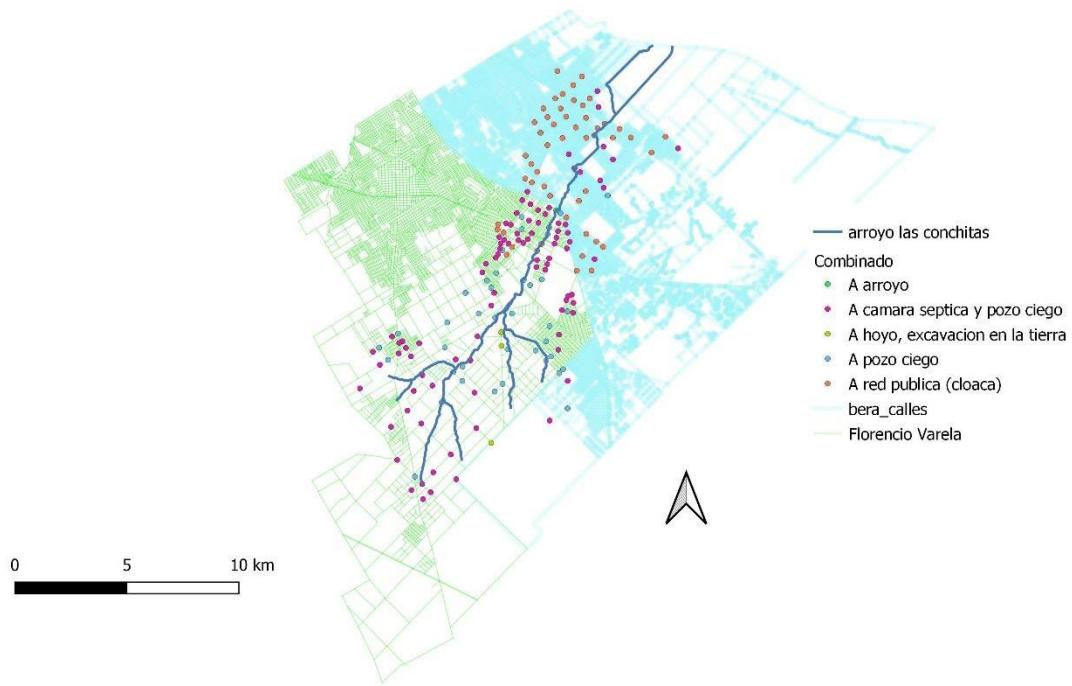 arroyo las conchitas
Combinado
A arroyo
A camara septica y pozo ciego
A hoyo, excavacion en la tierra
A pozo ciego
A red publica (cloaca)
bera_calles
Florencio Varela
0 5 10 km